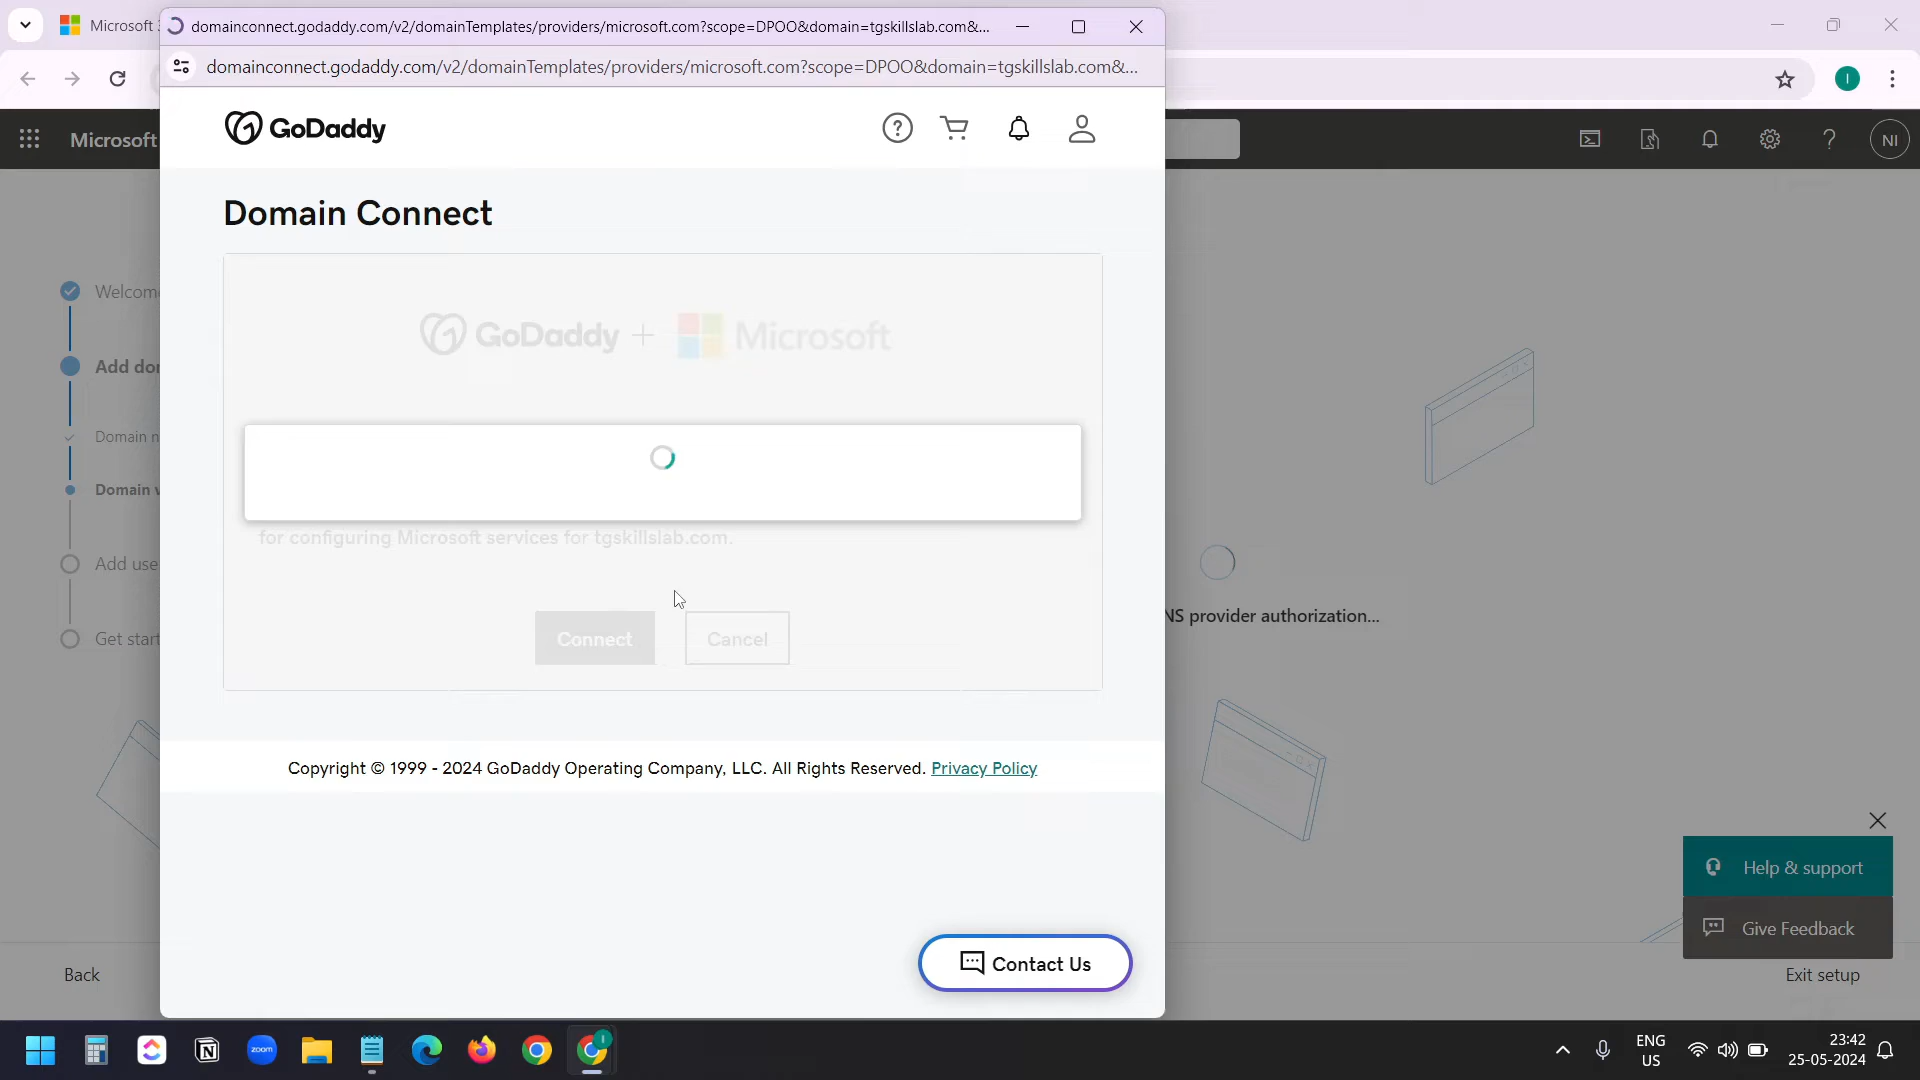 Microsoft 3
domainconnect.godaddy.com/v2/domainTemplates/providers/microsoft.com?scope=DPOO&domain=tgskillslab.com&...
domainconnect.godaddy.com/v2/domainTemplates/providers/microsoft.com?scope=DPOO&domain=tgskillslab.com&...
I
Microsoft
NI
GoDaddy
Domain Connect
GoDaddy + Microsoft
for configuring Microsoft services for tgskillslab.com.
Connect
Cancel
Copyright © 1999 - 2024 GoDaddy Operating Company, LLC. All Rights Reserved. Privacy Policy
Contact Us
Welcome
Add do
Domain n
Domain v
Add use
Get start
NS provider authorization...
Help & support
Give Feedback
Back
Exit setup
zoom
ENG
US
23:42
25-05-2024